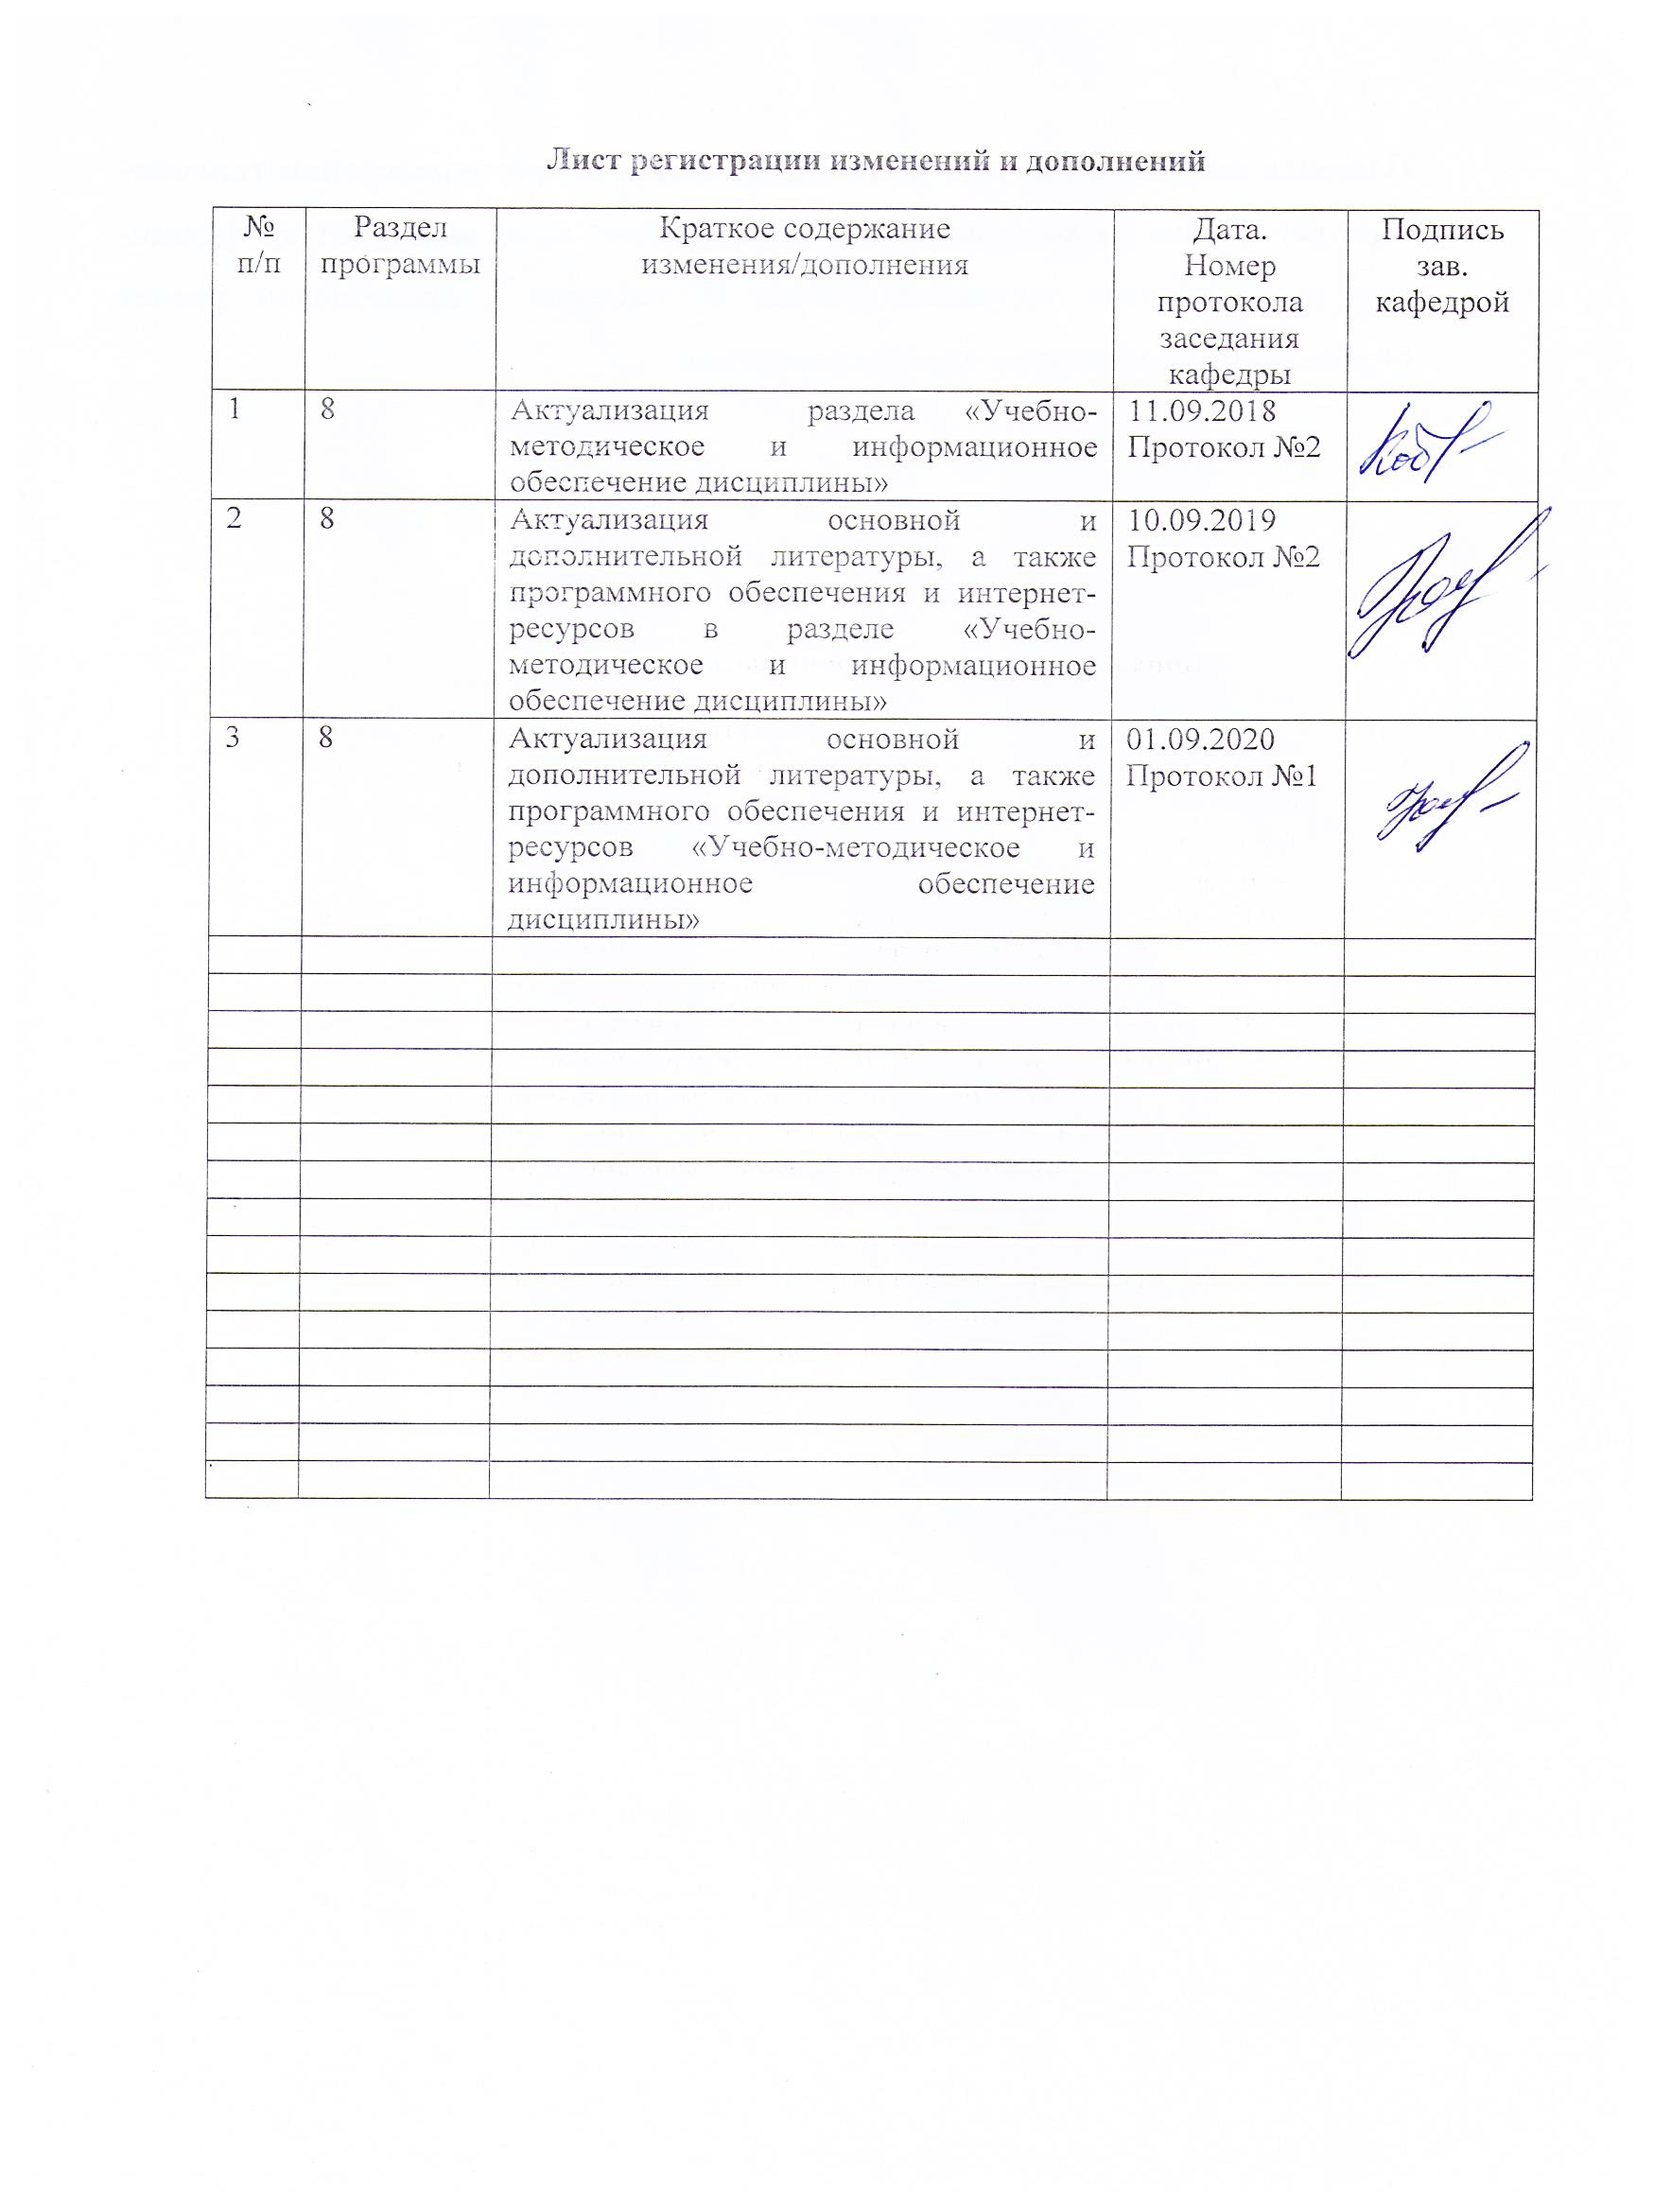 Лист регистрации изменений и дополнений
№ п/п
Раздел программы
Краткое содержание изменения/дополнения
Дата. Номер протокола заседания кафедры
Подпись зав. кафедрой
1
8
Актуализация раздела «Учебно-
методическое и информационное
обеспечение дисциплины»
11.09.2018
Протокол №2
2
8
Актуализация основной и
дополнительной литературы, а также
программного обеспечения и интернет-
ресурсов в разделе «Учебно-
методическое и информационное
обеспечение дисциплины»
10.09.2019
Протокол №2
3
8
Актуализация основной и
дополнительной литературы, а также
программного обеспечения и интернет-
ресурсов «Учебно-методическое и
информационное обеспечение
дисциплины»
01.09.2020
Протокол №1